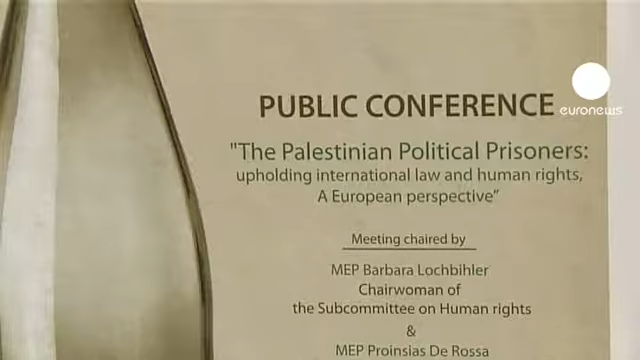 PUBLIC CONFERENCE
euronews
"The Palestinian Political Prisoners:
upholding international law and human rights,
A European perspective”
Meeting chaired by
MEP Barbara Lochbihler
Chairwoman of
the Subcommittee on Human rights
&
MEP Proinsias De Rossa